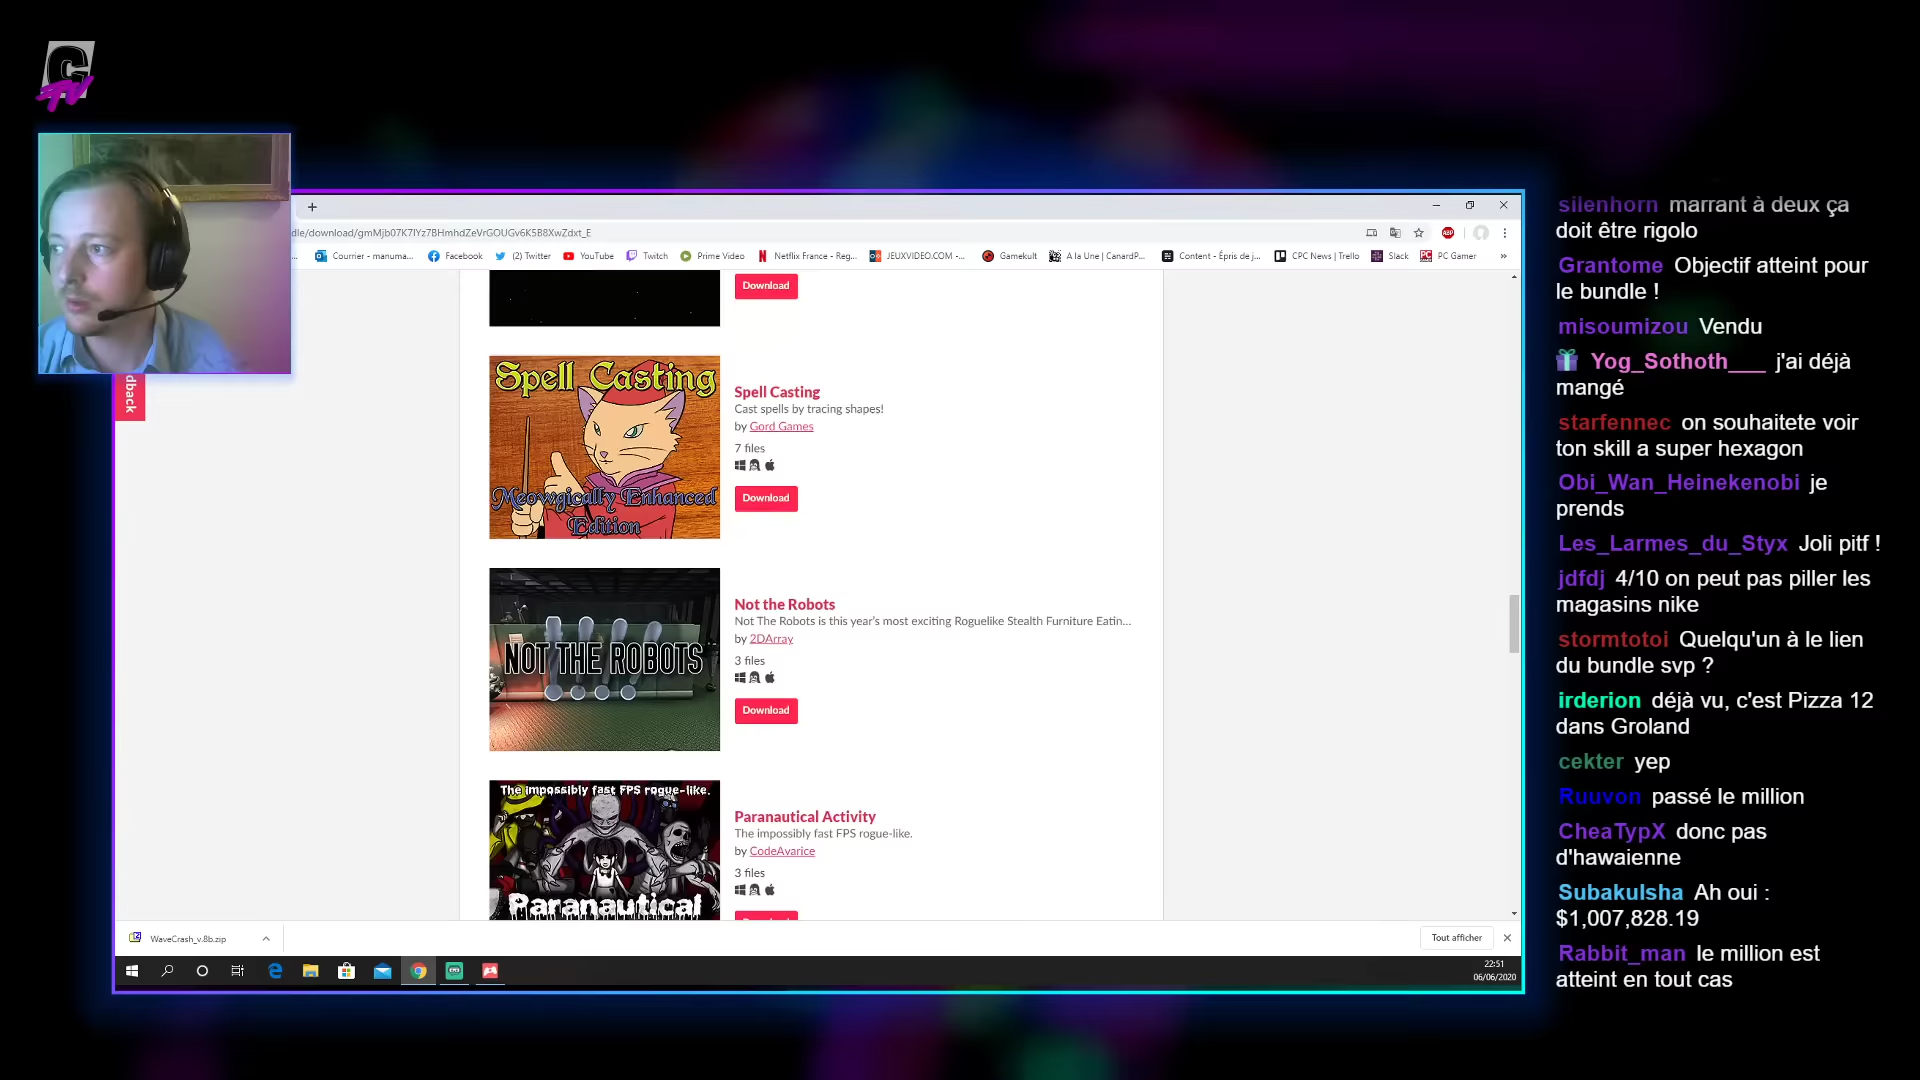 C
TV
+
dle/download/gmMjb07K7IYz7BHmhdZeVrGOUGv6K5B8XwZdxt_E
Courrier - manuma...
Facebook
(2) Twitter
YouTube
Twitch
Prime Video
Netflix France - Reg...
JEUXVIDEO.COM -...
Gamekult
A la Une | CanardP...
Content - Épris de j...
CPC News | Trello
Slack
PC Gamer
»
dback
Download
Spell Casting
Meowgically Enhanced
Edition
Spell Casting
Cast spells by tracing shapes!
by Gord Games
7 files
Download
NOT THE ROBOTS
Not the Robots
Not The Robots is this year's most exciting Roguelike Stealth Furniture Eatin...
by 2DArray
3 files
Download
The impossibly fast FPS rogue-like.
Paranautical
Paranautical Activity
The impossibly fast FPS rogue-like.
by CodeAvarice
3 files
WaveCrash_v.8b.zip
Tout afficher
22:51
06/06/2020
silenhorn marrant à deux ça
doit être rigolo
Grantome Objectif atteint pour
le bundle !
misoumizou Vendu
Yog_Sothoth___ j'ai déjà
mangé
starfennec on souhaitete voir
ton skill a super hexagon
Obi_Wan_Heinekenobi je
prends
Les_Larmes_du_Styx Joli pitf !
jdfdj 4/10 on peut pas piller les
magasins nike
stormtotoi Quelqu'un à le lien
du bundle svp ?
irderion déjà vu, c'est Pizza 12
dans Groland
cekter yep
Ruuvon passé le million
CheaTypX donc pas
d'hawaienne
Subakulsha Ah oui :
$1,007,828.19
Rabbit_man le million est
atteint en tout cas